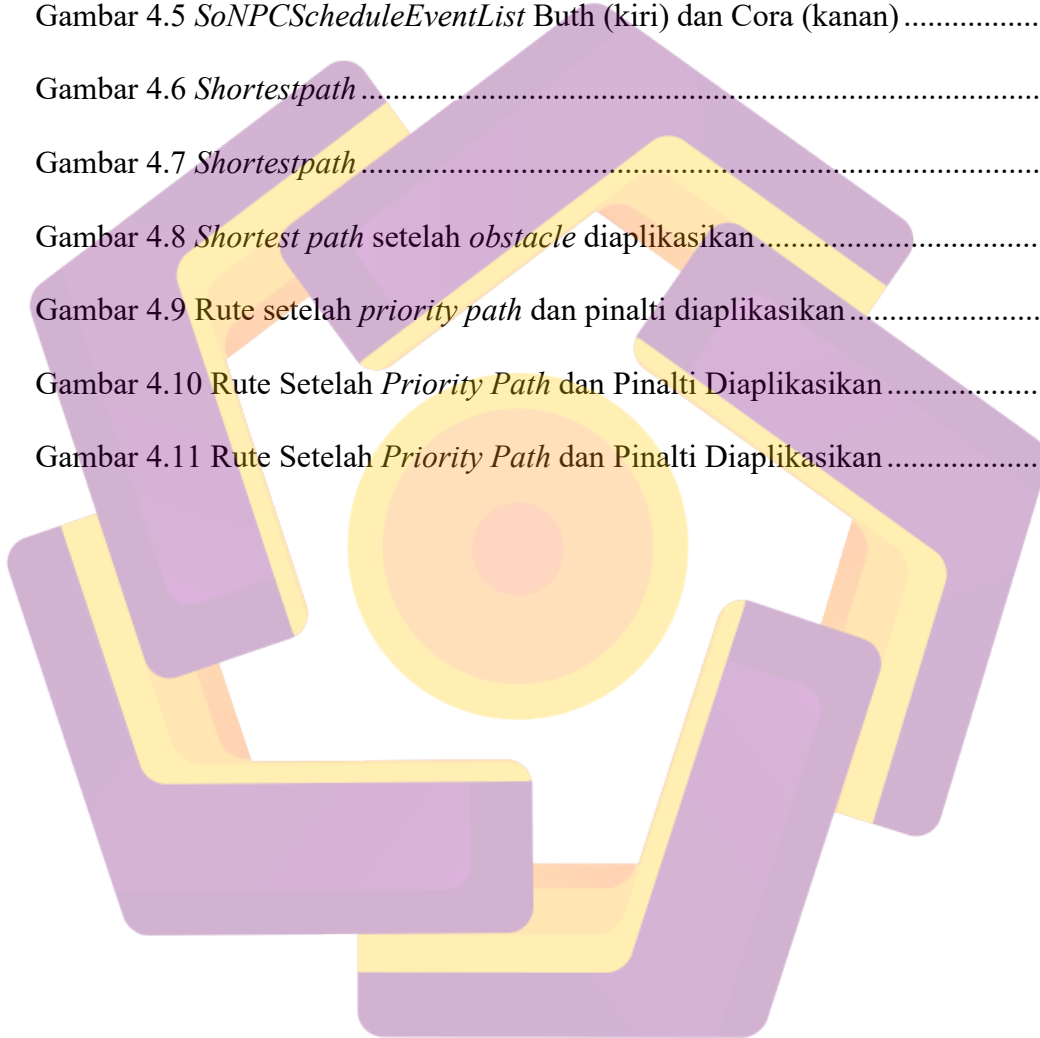 Gambar 4.5 SoNPCScheduleEventList Buth (kiri) dan Cora (kanan) ................
Gambar 4.6 Shortestpath ................................................................................
Gambar 4.7 Shortestpath ................................................................................
Gambar 4.8 Shortest path setelah obstacle diaplikasikan .................................
Gambar 4.9 Rute setelah priority path dan pinalti diaplikasikan ......................
Gambar 4.10 Rute Setelah Priority Path dan Pinalti Diaplikasikan ..................
Gambar 4.11 Rute Setelah Priority Path dan Pinalti Diaplikasikan ..................